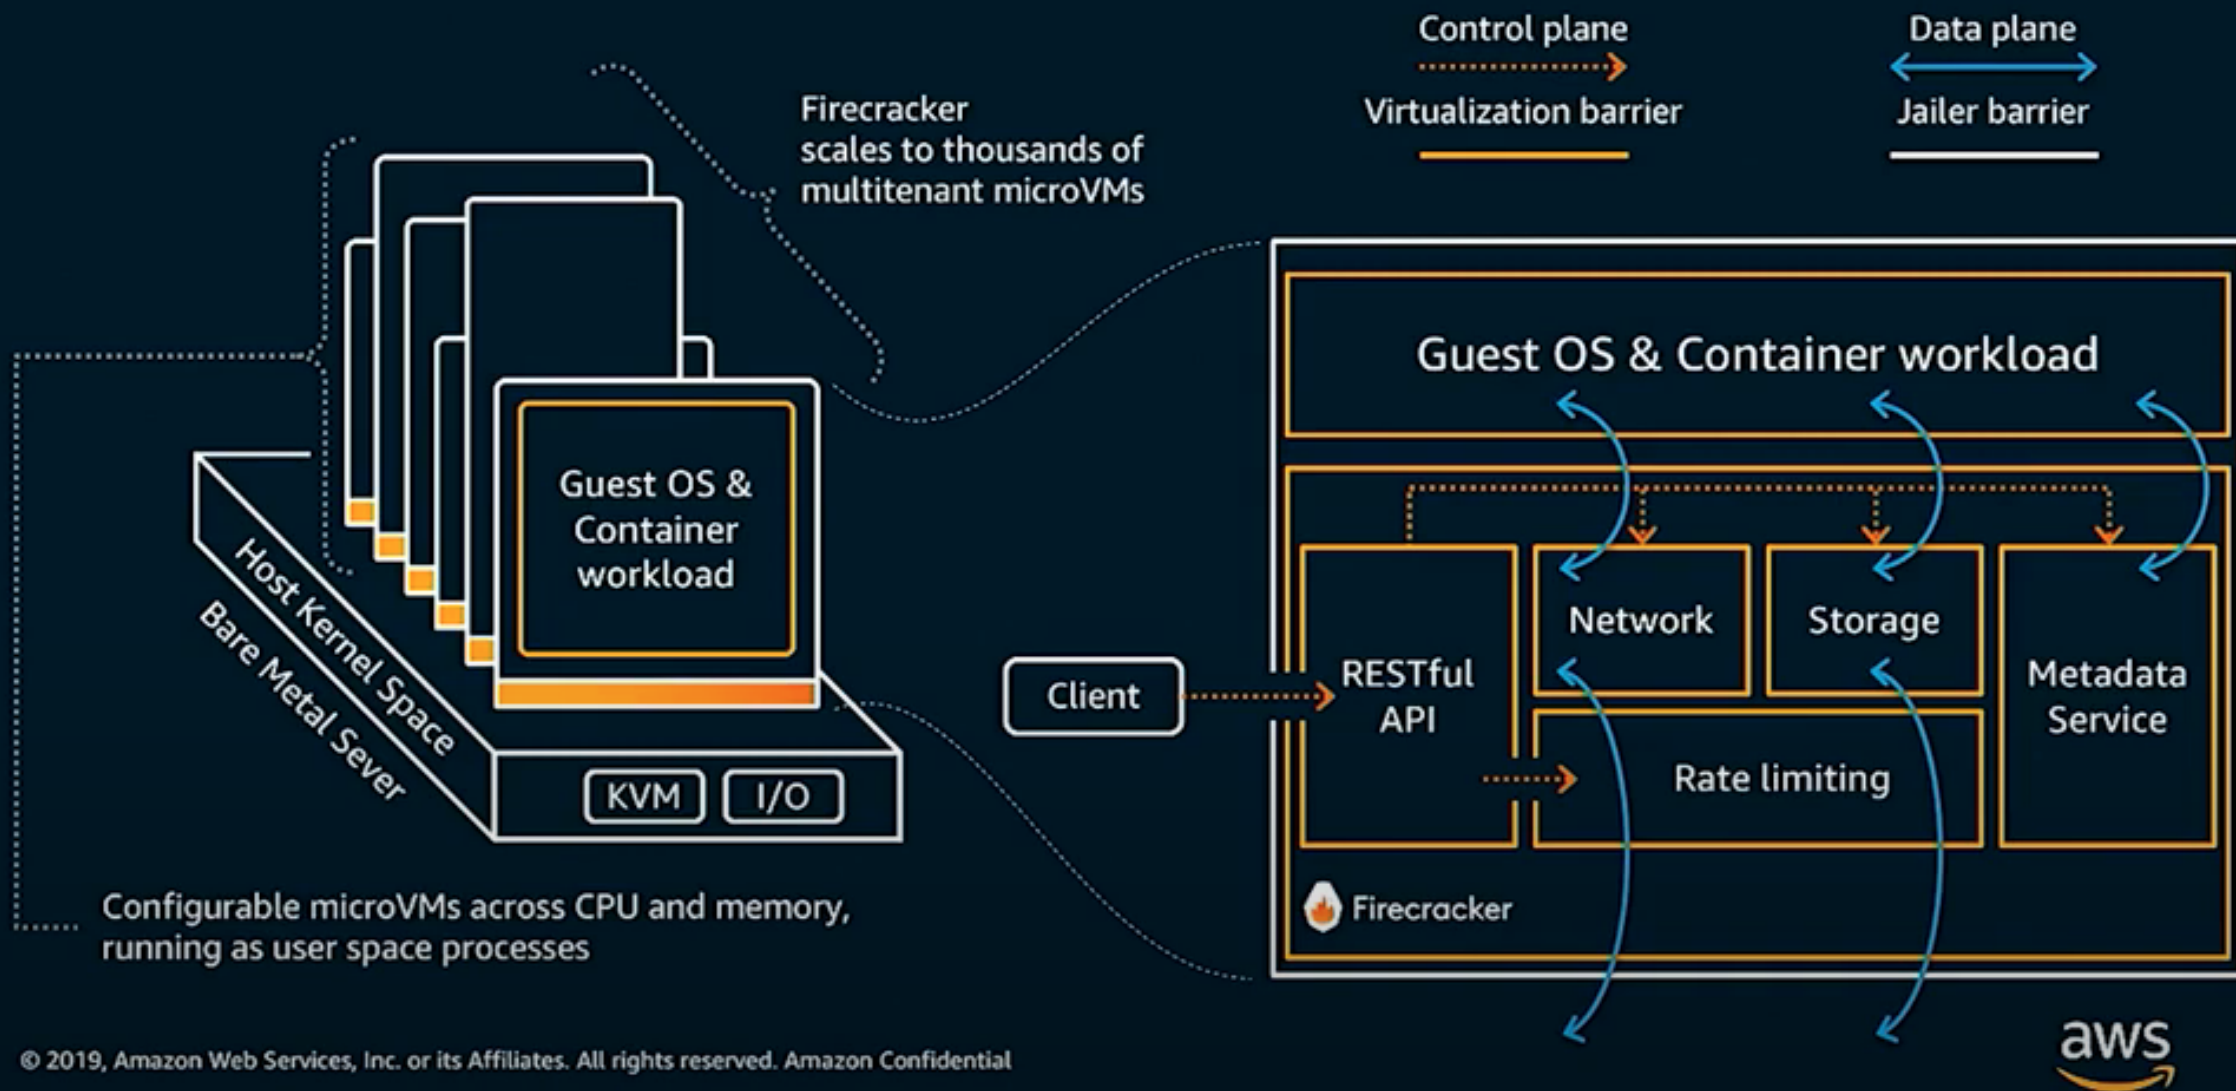 Control plane
Data plane
Virtualization barrier
Jailer barrier
Firecracker
scales to thousands of
multitenant microVMs
Guest OS &
Container
workload
Host Kernel Space
Bare Metal Sever
KVM
I/O
Configurable microVMs across CPU and memory,
running as user space processes
Guest OS & Container workload
Client
RESTful
API
Network
Storage
Metadata
Service
Rate limiting
Firecracker
© 2019, Amazon Web Services, Inc. or its Affiliates. All rights reserved. Amazon Confidential
aws